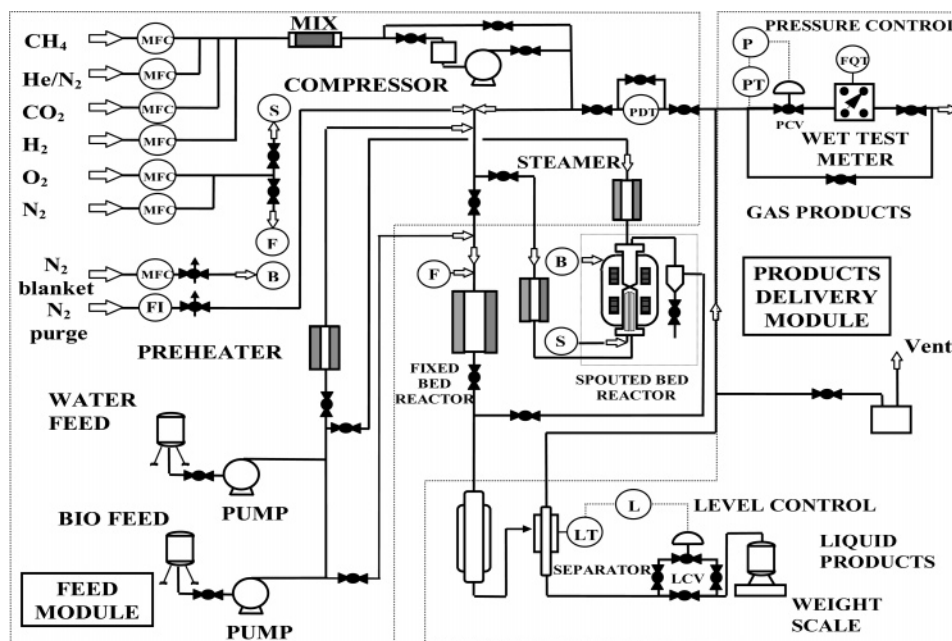 MIX
PRESSURE CONTROL
CH₄
MFC
P
He/N₂
MFC
COMPRESSOR
PT
FQT
CO₂
MFC
S
PDT
PCV
H₂
MFC
WET TEST
METER
O₂
MFC
STEAMER
N₂
MFC
GAS PRODUCTS
F
N₂
blanket
MFC
B
F
B
PRODUCTS
DELIVERY
MODULE
N₂
purge
FI
S
PREHEATER
Vent
FIXED
BED
REACTOR
SPOUTED BED
REACTOR
WATER
FEED
PUMP
BIO FEED
L
LEVEL CONTROL
LT
LIQUID
PRODUCTS
SEPARATOR
LCV
FEED
MODULE
WEIGHT
SCALE
PUMP